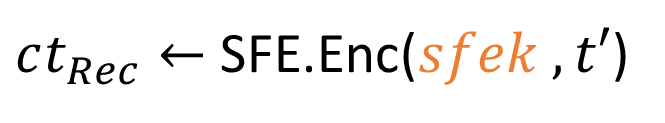 ct_Rec ← SFE.Enc(sfek , t′)